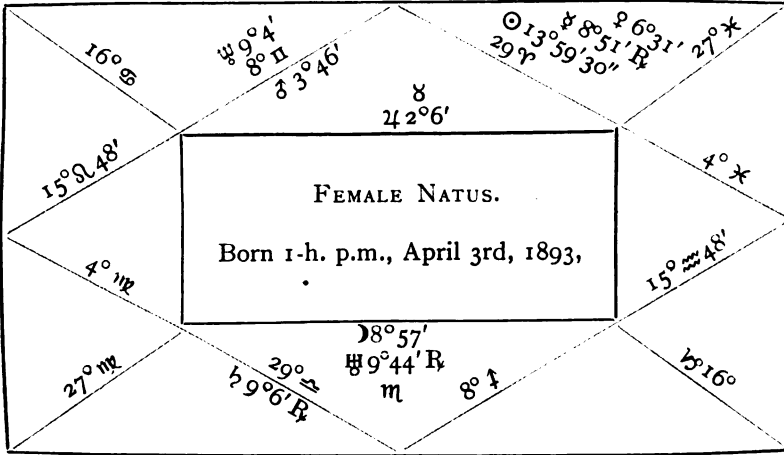 16° ♋
♆ 9° 4′
8° ♊
♂ 3° 46′
♉
♃ 2° 6′
☉ 13° 59′ 30″
☿ 8° 51′ ℞
♀ 6° 31′
29 ♈
27° ♓
15° ♌ 48′
4° ♓
FEMALE NATUS.
Born 1-h. p.m., April 3rd, 1893,
4° ♍
15° ♒ 48′
27° ♍
29° ♎
♄ 9° 6′ ℞
☽ 8° 57′
♅ 9° 44′ ℞
♏
8° ♐
♑ 16°